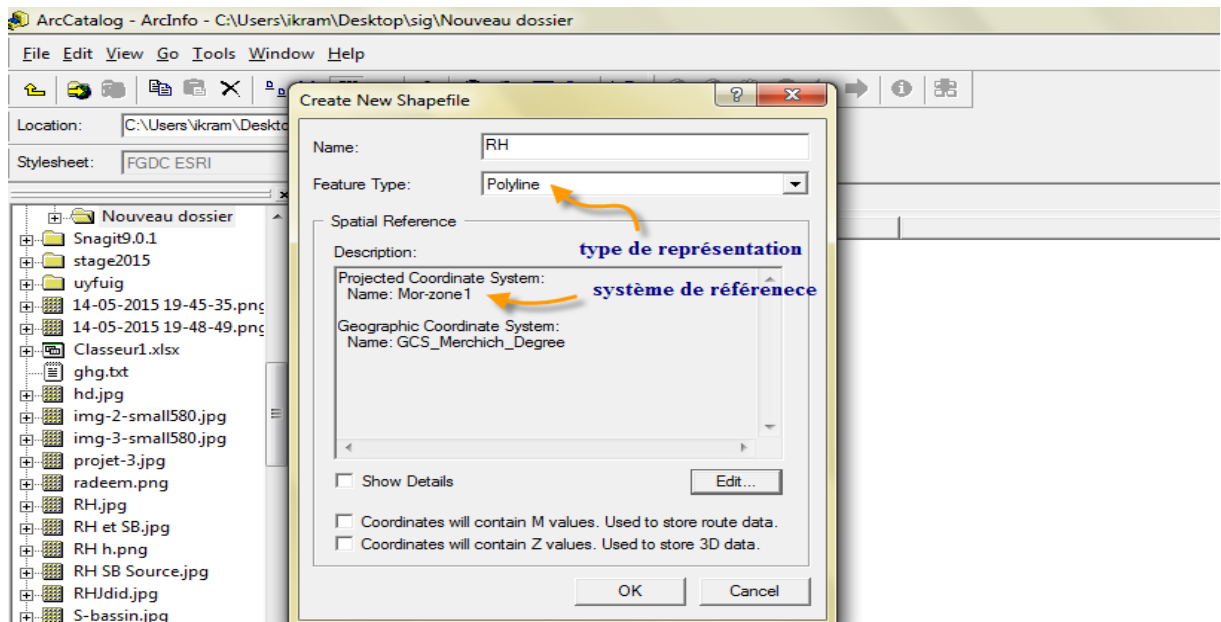 ArcCatalog - ArcInfo - C:\Users\ikram\Desktop\sig\Nouveau dossier
File Edit View Go Tools Window Help
Location: C:\Users\ikram\Deskto
Stylesheet: FGDC ESRI
Nouveau dossier
Snagit9.0.1
stage2015
uyfuig
14-05-2015 19-45-35.png
14-05-2015 19-48-49.png
Classeur1.xlsx
ghg.txt
hd.jpg
img-2-small580.jpg
img-3-small580.jpg
projet-3.jpg
radeem.png
RH.jpg
RH et SB.jpg
RH h.png
RH SB Source.jpg
RHJdid.jpg
S-bassin.jpg
Create New Shapefile
Name: RH
Feature Type: Polyline
Spatial Reference
type de représentation
Description:
Projected Coordinate System:
Name: Mor-zone1
système de référenece
Geographic Coordinate System:
Name: GCS_Merchich_Degree
Show Details
Edit...
Coordinates will contain M values. Used to store route data.
Coordinates will contain Z values. Used to store 3D data.
OK Cancel